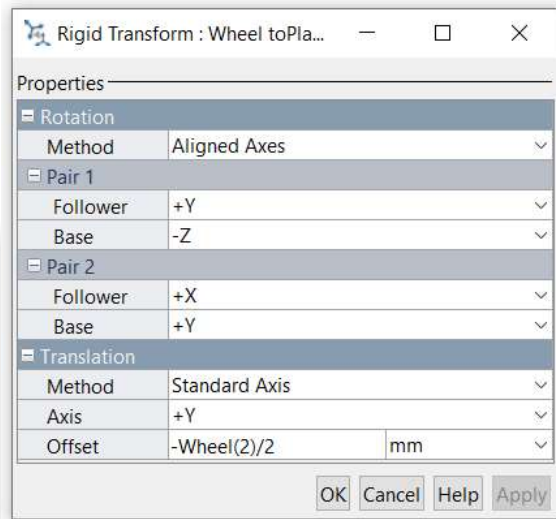 Rigid Transform : Wheel toPla...
Properties
Rotation
Method Aligned Axes
Pair 1
Follower +Y
Base -Z
Pair 2
Follower +X
Base +Y
Translation
Method Standard Axis
Axis +Y
Offset -Wheel(2)/2 mm
OK Cancel Help Apply